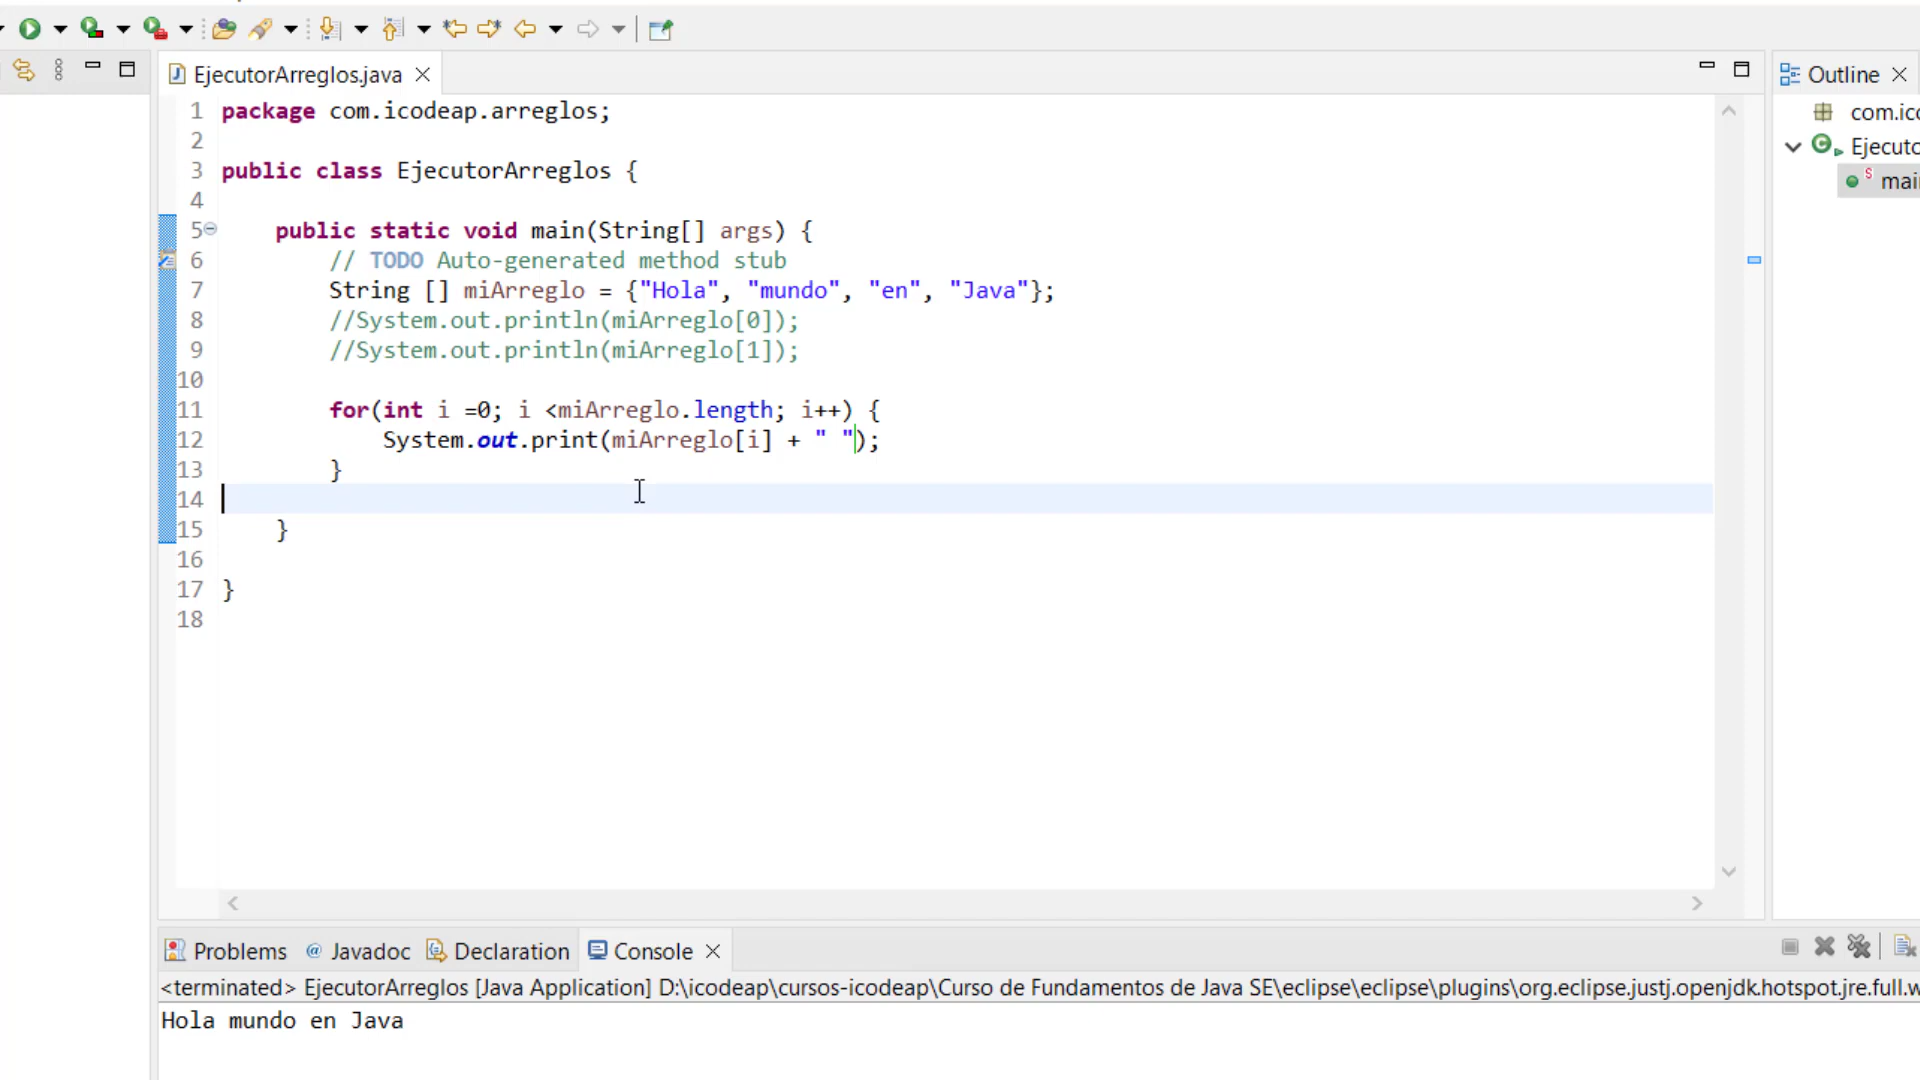 EjecutorArreglos.java
Outline
1 package com.icodeap.arreglos;
2
3 public class EjecutorArreglos {
4
5 public static void main(String[] args) {
6 // TODO Auto-generated method stub
7 String [] miArreglo = {"Hola", "mundo", "en", "Java"};
8 //System.out.println(miArreglo[0]);
9 //System.out.println(miArreglo[1]);
10
11 for(int i =0; i <miArreglo.length; i++) {
12 System.out.print(miArreglo[i] + " ");
13 }
14
15 }
16
17 }
18
com.ico
Ejecuto
mai
Problems @ Javadoc Declaration Console
<terminated> EjecutorArreglos [Java Application] D:\icodeap\cursos-icodeap\Curso de Fundamentos de Java SE\eclipse\eclipse\plugins\org.eclipse.justj.openjdk.hotspot.jre.full.w
Hola mundo en Java